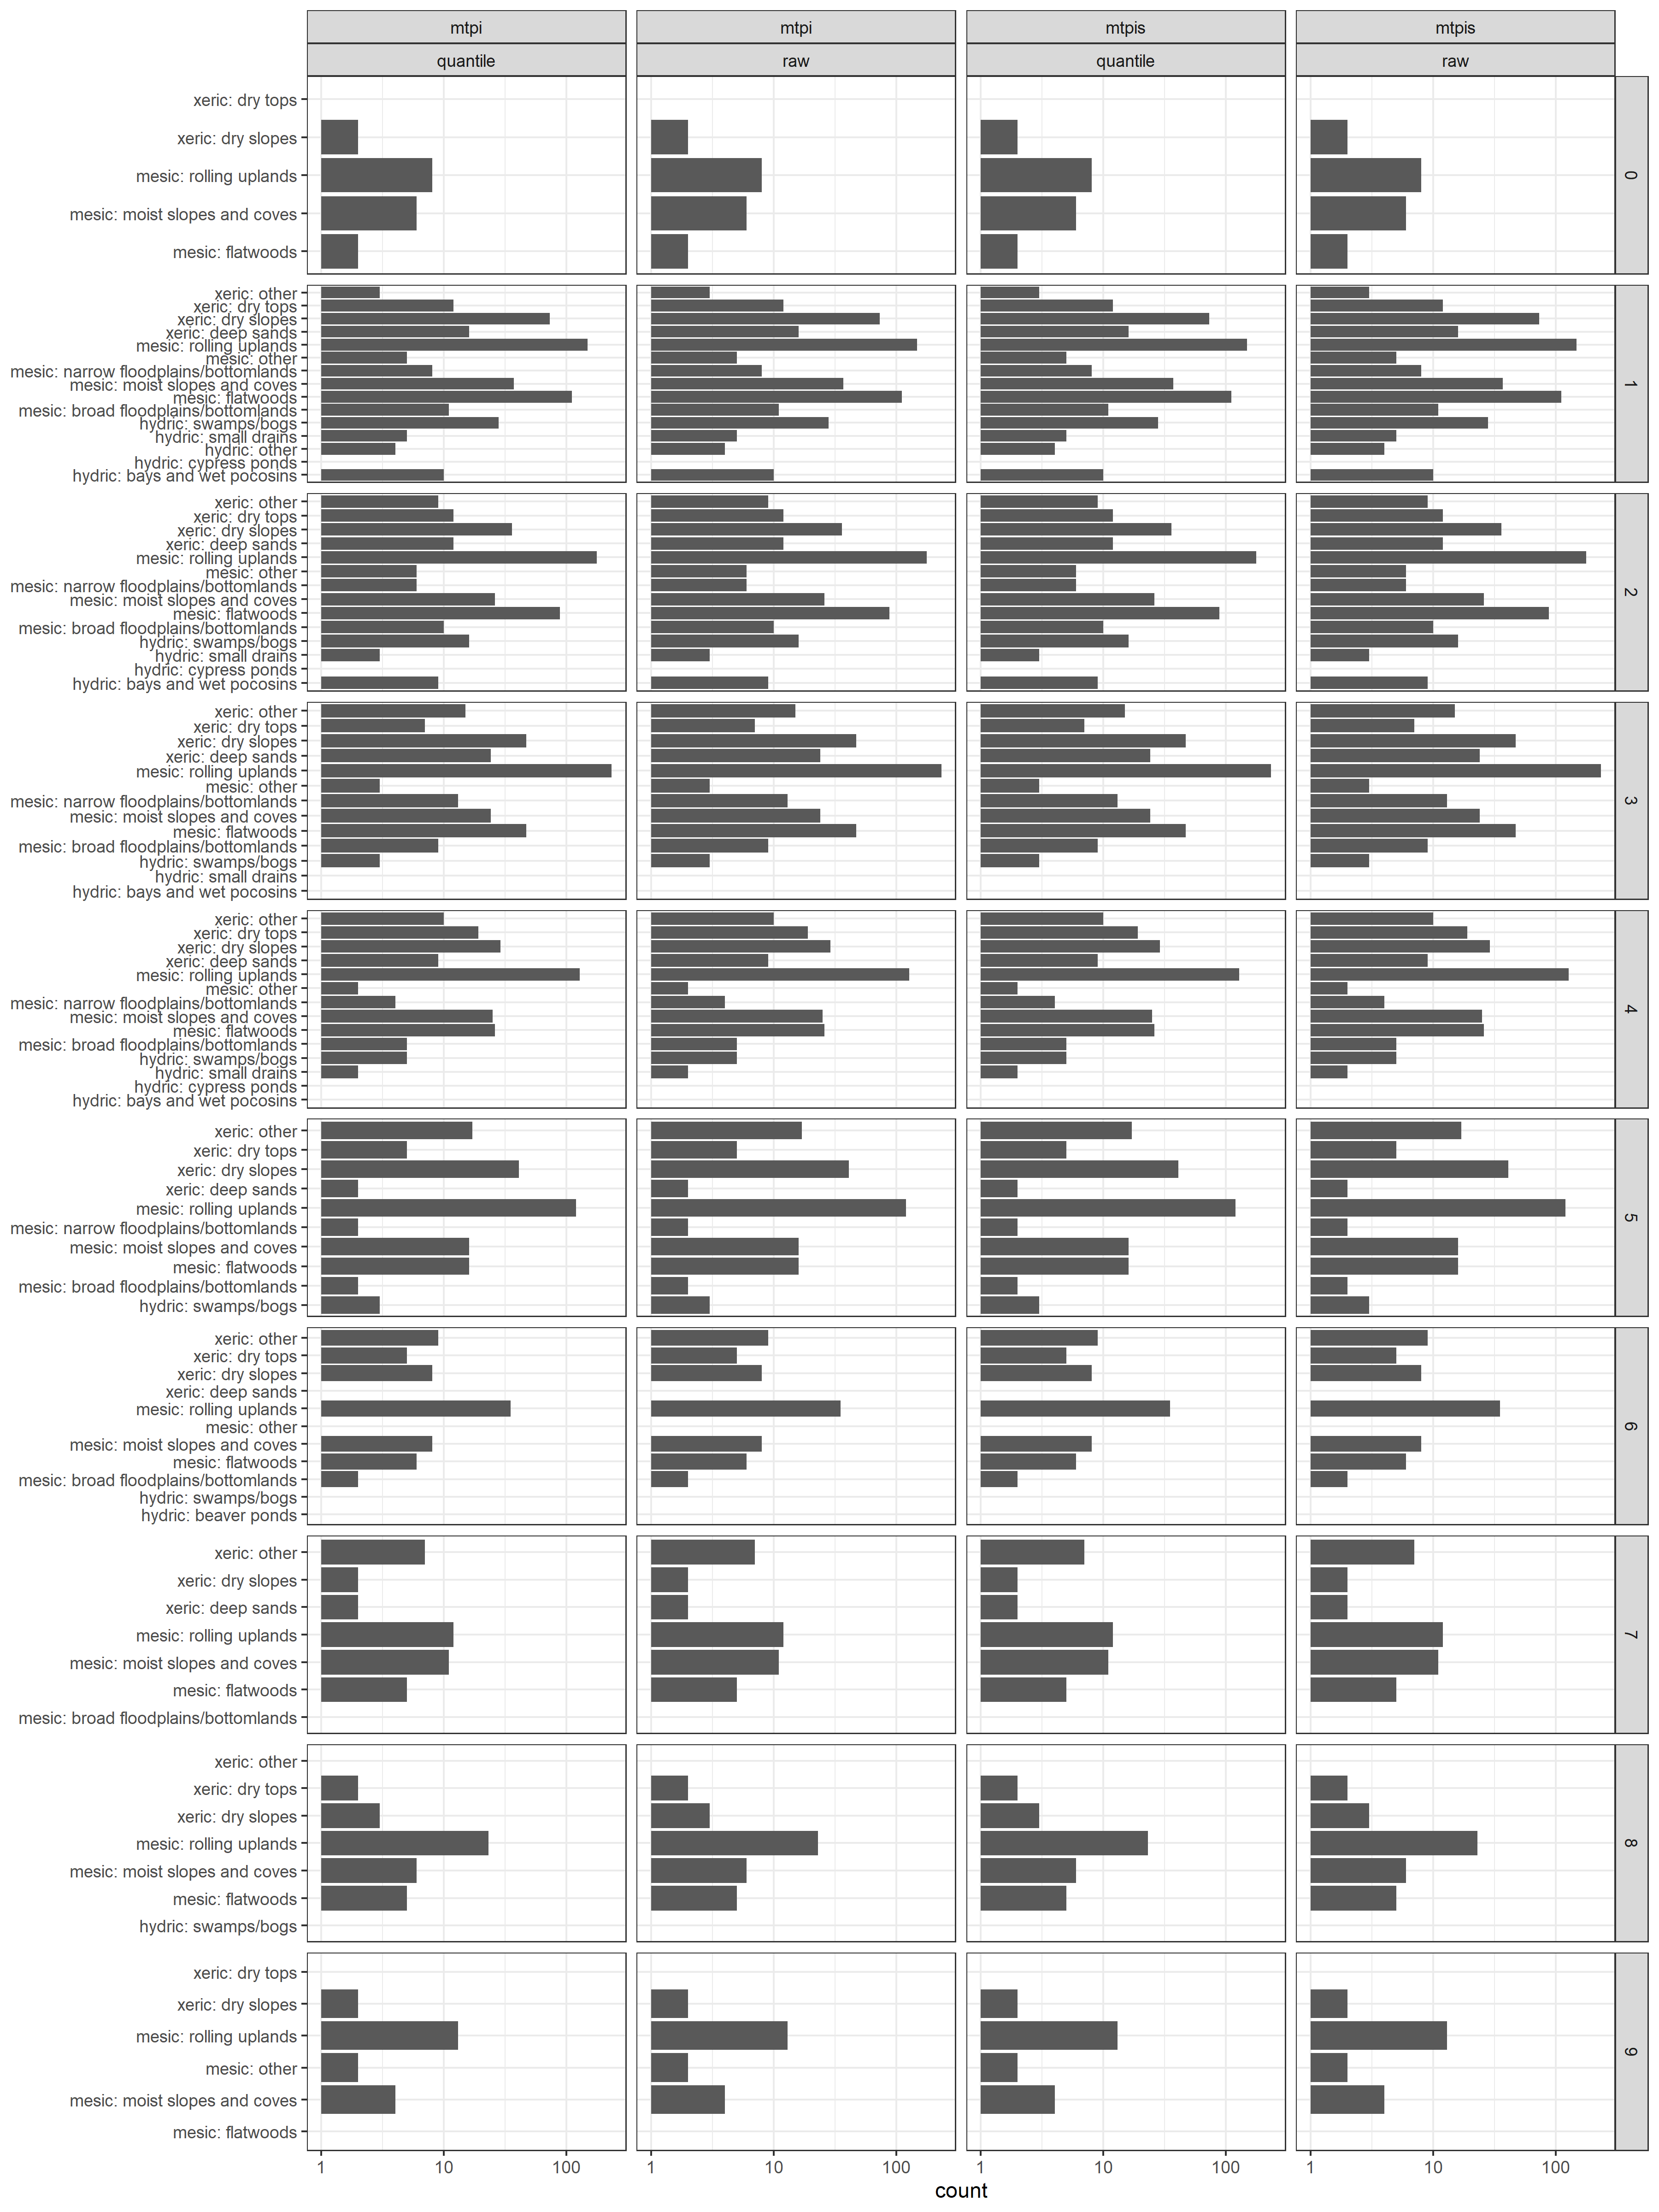 mtpi mtpi mtpis mtpis
quantile raw quantile raw
xeric: dry tops
xeric: dry slopes
mesic: rolling uplands
mesic: moist slopes and coves
mesic: flatwoods
0
xeric: other
xeric: dry tops
xeric: dry slopes
xeric: deep sands
mesic: rolling uplands
mesic: other
mesic: narrow floodplains/bottomlands
mesic: moist slopes and coves
mesic: flatwoods
mesic: broad floodplains/bottomlands
hydric: swamps/bogs
hydric: small drains
hydric: other
hydric: cypress ponds
hydric: bays and wet pocosins
1
xeric: other
xeric: dry tops
xeric: dry slopes
xeric: deep sands
mesic: rolling uplands
mesic: other
mesic: narrow floodplains/bottomlands
mesic: moist slopes and coves
mesic: flatwoods
mesic: broad floodplains/bottomlands
hydric: swamps/bogs
hydric: small drains
hydric: cypress ponds
hydric: bays and wet pocosins
2
xeric: other
xeric: dry tops
xeric: dry slopes
xeric: deep sands
mesic: rolling uplands
mesic: other
mesic: narrow floodplains/bottomlands
mesic: moist slopes and coves
mesic: flatwoods
mesic: broad floodplains/bottomlands
hydric: swamps/bogs
hydric: small drains
hydric: bays and wet pocosins
3
xeric: other
xeric: dry tops
xeric: dry slopes
xeric: deep sands
mesic: rolling uplands
mesic: other
mesic: narrow floodplains/bottomlands
mesic: moist slopes and coves
mesic: flatwoods
mesic: broad floodplains/bottomlands
hydric: swamps/bogs
hydric: small drains
hydric: cypress ponds
hydric: bays and wet pocosins
4
xeric: other
xeric: dry tops
xeric: dry slopes
xeric: deep sands
mesic: rolling uplands
mesic: narrow floodplains/bottomlands
mesic: moist slopes and coves
mesic: flatwoods
mesic: broad floodplains/bottomlands
hydric: swamps/bogs
5
xeric: other
xeric: dry tops
xeric: dry slopes
xeric: deep sands
mesic: rolling uplands
mesic: other
mesic: moist slopes and coves
mesic: flatwoods
mesic: broad floodplains/bottomlands
hydric: swamps/bogs
hydric: beaver ponds
6
xeric: other
xeric: dry slopes
xeric: deep sands
mesic: rolling uplands
mesic: moist slopes and coves
mesic: flatwoods
mesic: broad floodplains/bottomlands
7
xeric: other
xeric: dry tops
xeric: dry slopes
mesic: rolling uplands
mesic: moist slopes and coves
mesic: flatwoods
hydric: swamps/bogs
8
xeric: dry tops
xeric: dry slopes
mesic: rolling uplands
mesic: other
mesic: moist slopes and coves
mesic: flatwoods
9
1 10 100 1 10 100 1 10 100 1 10 100
count